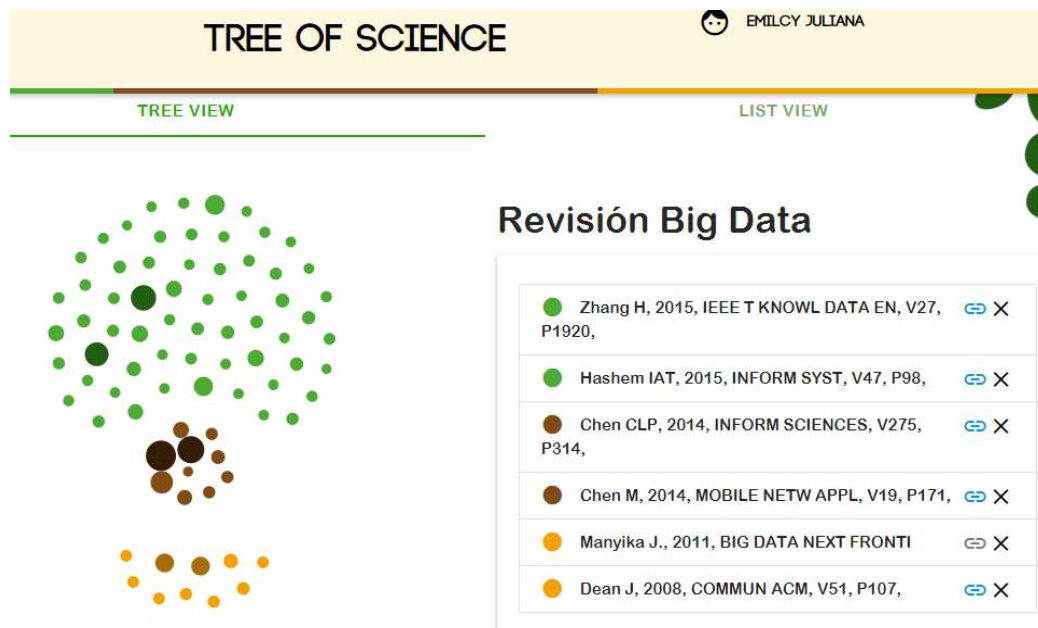 TREE OF SCIENCE
EMILCY JULIANA
TREE VIEW
LIST VIEW
Revisión Big Data
Zhang H, 2015, IEEE T KNOWL DATA EN, V27,
P1920,
Hashem IAT, 2015, INFORM SYST, V47, P98,
Chen CLP, 2014, INFORM SCIENCES, V275,
P314,
Chen M, 2014, MOBILE NETW APPL, V19, P171,
Manyika J., 2011, BIG DATA NEXT FRONTI
Dean J, 2008, COMMUN ACM, V51, P107,